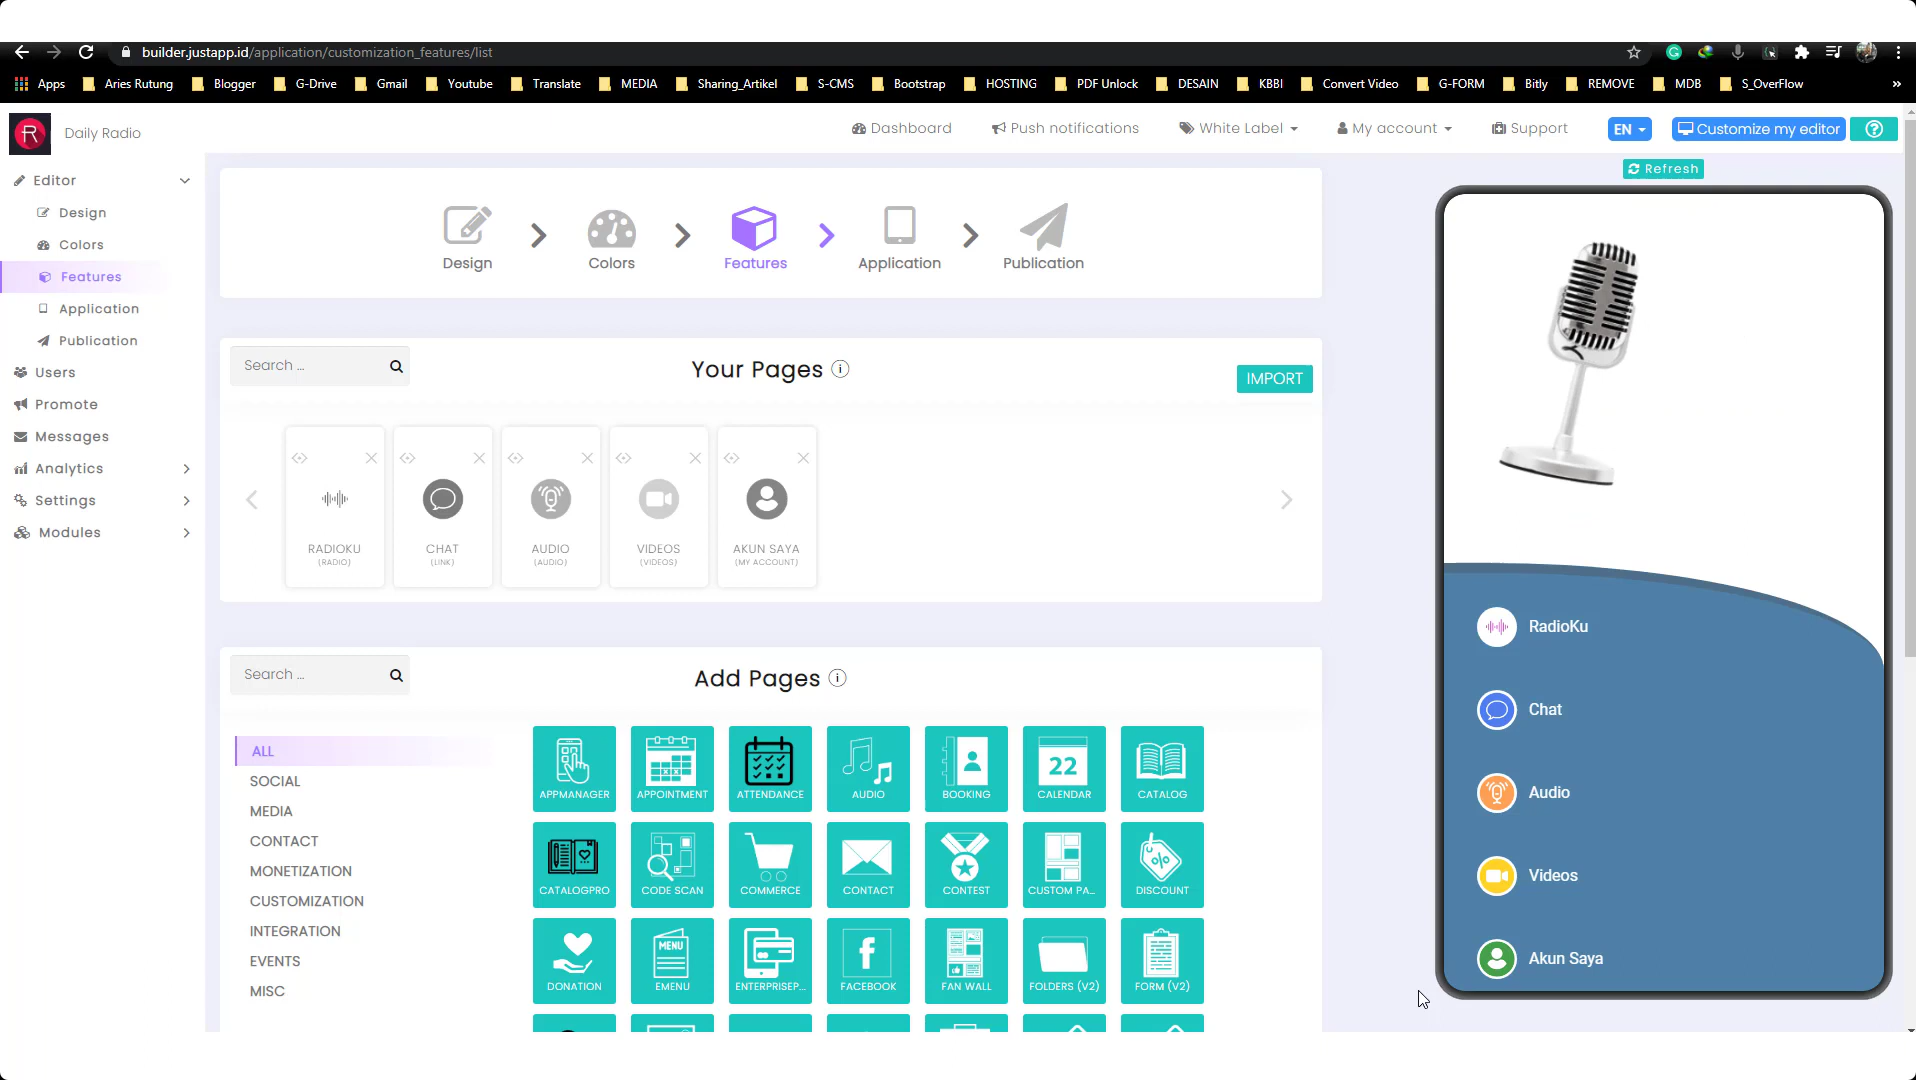 builder.justapp.id/application/customization_features/list
Apps Aries Rutung Blogger G-Drive Gmail Youtube Translate MEDIA Sharing_Artikel S-CMS Bootstrap HOSTING PDF Unlock DESAIN KBBI Convert Video G-FORM Bitly REMOVE MDB S_OverFlow »
R Daily Radio
Dashboard Push notifications White Label My account Support EN Customize my editor
Refresh
Editor
Design
Colors
Features
Application
Publication
Users
Promote
Messages
Analytics
Settings
Modules
Design Colors Features Application Publication
Search ...
Your Pages
IMPORT
RADIOKU CHAT AUDIO VIDEOS AKUN SAYA
(RADIO) (LINK) (AUDIO) (VIDEOS) (MY ACCOUNT)
Search ...
Add Pages
ALL
SOCIAL
MEDIA
CONTACT
MONETIZATION
CUSTOMIZATION
INTEGRATION
EVENTS
MISC
22
APPMANAGER APPOINTMENT ATTENDANCE AUDIO BOOKING CALENDAR CATALOG
%
CATALOGPRO CODE SCAN COMMERCE CONTACT CONTEST CUSTOM PA... DISCOUNT
MENU
DONATION EMENU ENTERPRISEP... FACEBOOK FAN WALL FOLDERS (V2) FORM (V2)
RadioKu
Chat
Audio
Videos
Akun Saya